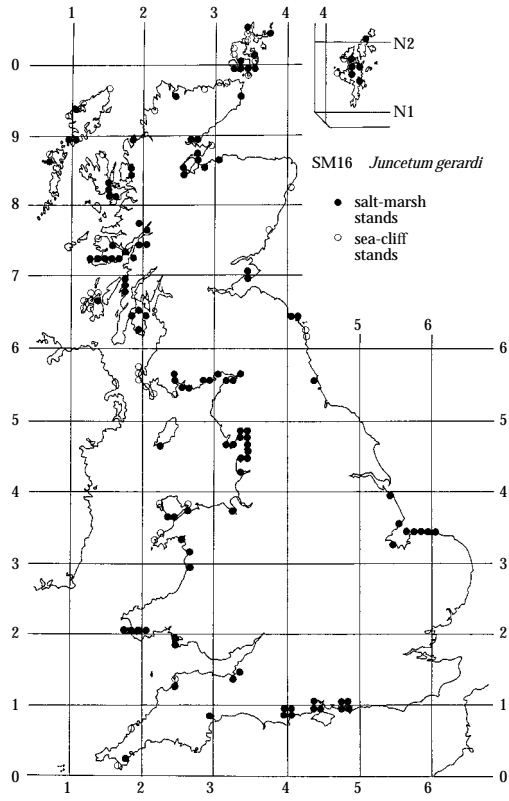 1 2 3 4 4
N2
0
N1
9
SM16 Juncetum gerardi
● salt-marsh
stands
8
○ sea-cliff
stands
7
5 6
6 6
5 5
4 4
3 3
2 2
1 1
0 0
1 2 3 4 5 6